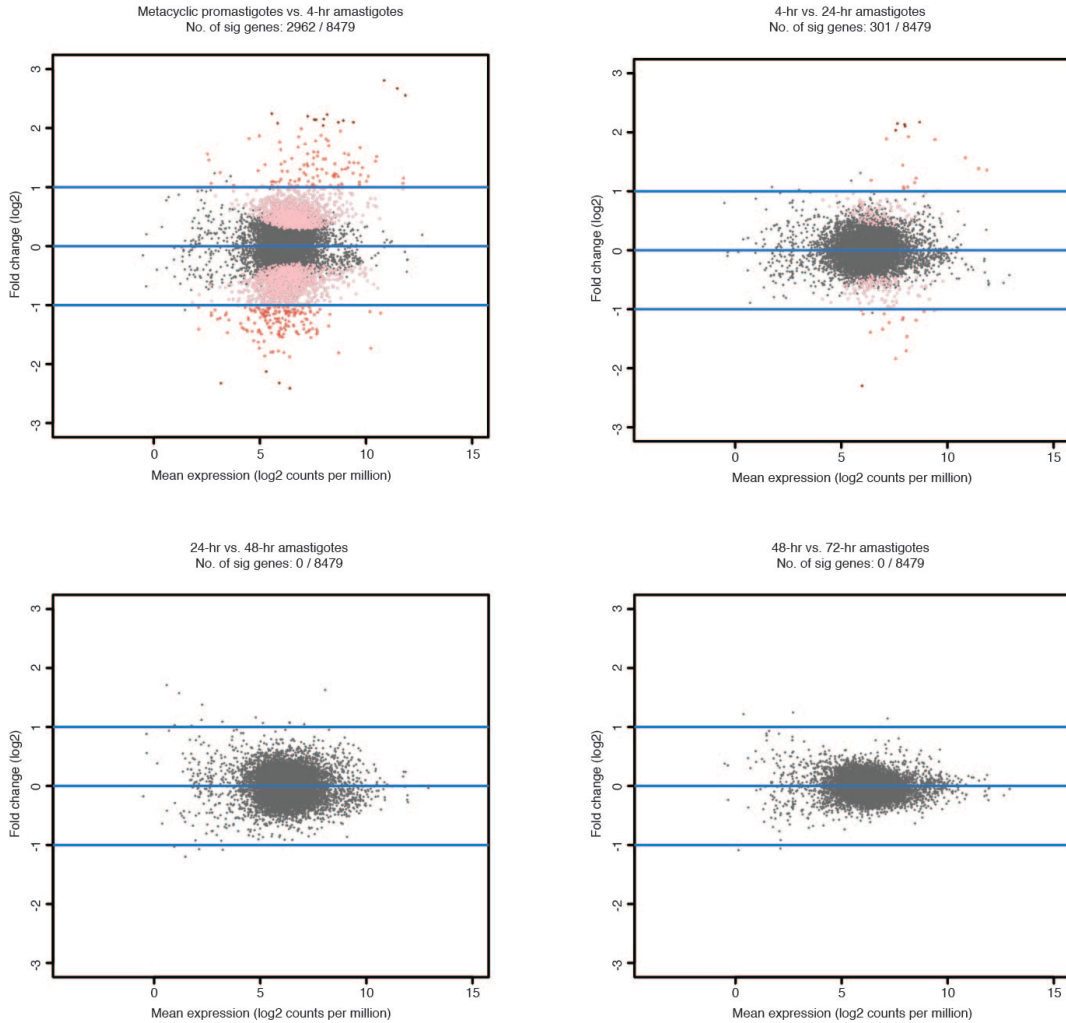 Metacyclic promastigotes vs. 4-hr amastigotes
No. of sig genes: 2962 / 8479
Fold change (log2)
3
2
1
0
-1
-2
-3
0
5
10
15
Mean expression (log2 counts per million)
4-hr vs. 24-hr amastigotes
No. of sig genes: 301 / 8479
Fold change (log2)
3
2
1
0
-1
-2
-3
0
5
10
15
Mean expression (log2 counts per million)
24-hr vs. 48-hr amastigotes
No. of sig genes: 0 / 8479
Fold change (log2)
3
2
1
0
-1
-2
-3
0
5
10
15
Mean expression (log2 counts per million)
48-hr vs. 72-hr amastigotes
No. of sig genes: 0 / 8479
Fold change (log2)
3
2
1
0
-1
-2
-3
0
5
10
15
Mean expression (log2 counts per million)